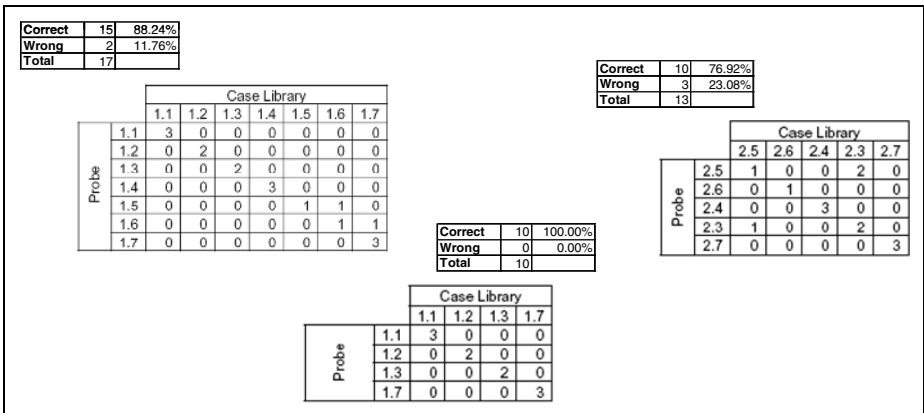 Correct 15 88.24%
Wrong 2 11.76%
Total 17
Case Library
1.1 1.2 1.3 1.4 1.5 1.6 1.7
Probe
1.1 3 0 0 0 0 0 0
1.2 0 2 0 0 0 0 0
1.3 0 0 2 0 0 0 0
1.4 0 0 0 3 0 0 0
1.5 0 0 0 0 1 1 0
1.6 0 0 0 0 0 1 1
1.7 0 0 0 0 0 0 3
Correct 10 76.92%
Wrong 3 23.08%
Total 13
Case Library
2.5 2.6 2.4 2.3 2.7
Probe
2.5 1 0 0 2 0
2.6 0 1 0 0 0
2.4 0 0 3 0 0
2.3 1 0 0 2 0
2.7 0 0 0 0 3
Correct 10 100.00%
Wrong 0 0.00%
Total 10
Case Library
1.1 1.2 1.3 1.7
Probe
1.1 3 0 0 0
1.2 0 2 0 0
1.3 0 0 2 0
1.7 0 0 0 3